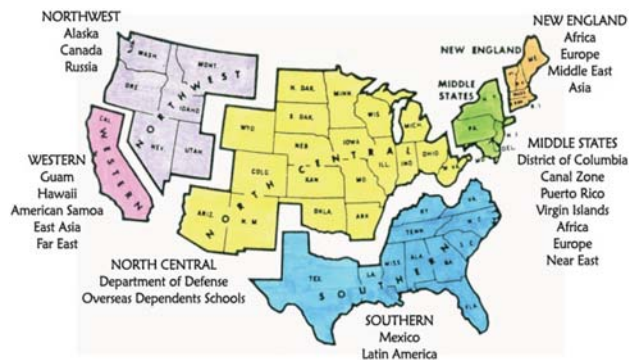 NORTHWEST
Alaska
Canada
Russia
NEW ENGLAND
Africa
Europe
Middle East
Asia
NEW ENGLAND
MIDDLE
STATES
WASH
MONT.
ORE
IDAHO
NEV.
UTAH
NORTHWEST
CAL
WESTERN
N. DAK.
S. DAK.
MINN
WIS
MICH
WYO
NEB
IOWA
COLO
KAN
MO.
ILL
IND
OHIO
W. VA.
ARIZ.
N. M.
OKLA.
ARK
NORTH CENTRAL
ME.
N. Y.
PA.
N. J.
DEL.
R. I.
KY
VA.
TENN.
N. C.
S. C.
TEX.
LA.
MISS
ALA.
GA
FLA.
SOUTHERN
WESTERN
Guam
Hawaii
American Samoa
East Asia
Far East
MIDDLE STATES
District of Columbia
Canal Zone
Puerto Rico
Virgin Islands
Africa
Europe
Near East
NORTH CENTRAL
Department of Defense
Overseas Dependents Schools
SOUTHERN
Mexico
Latin America